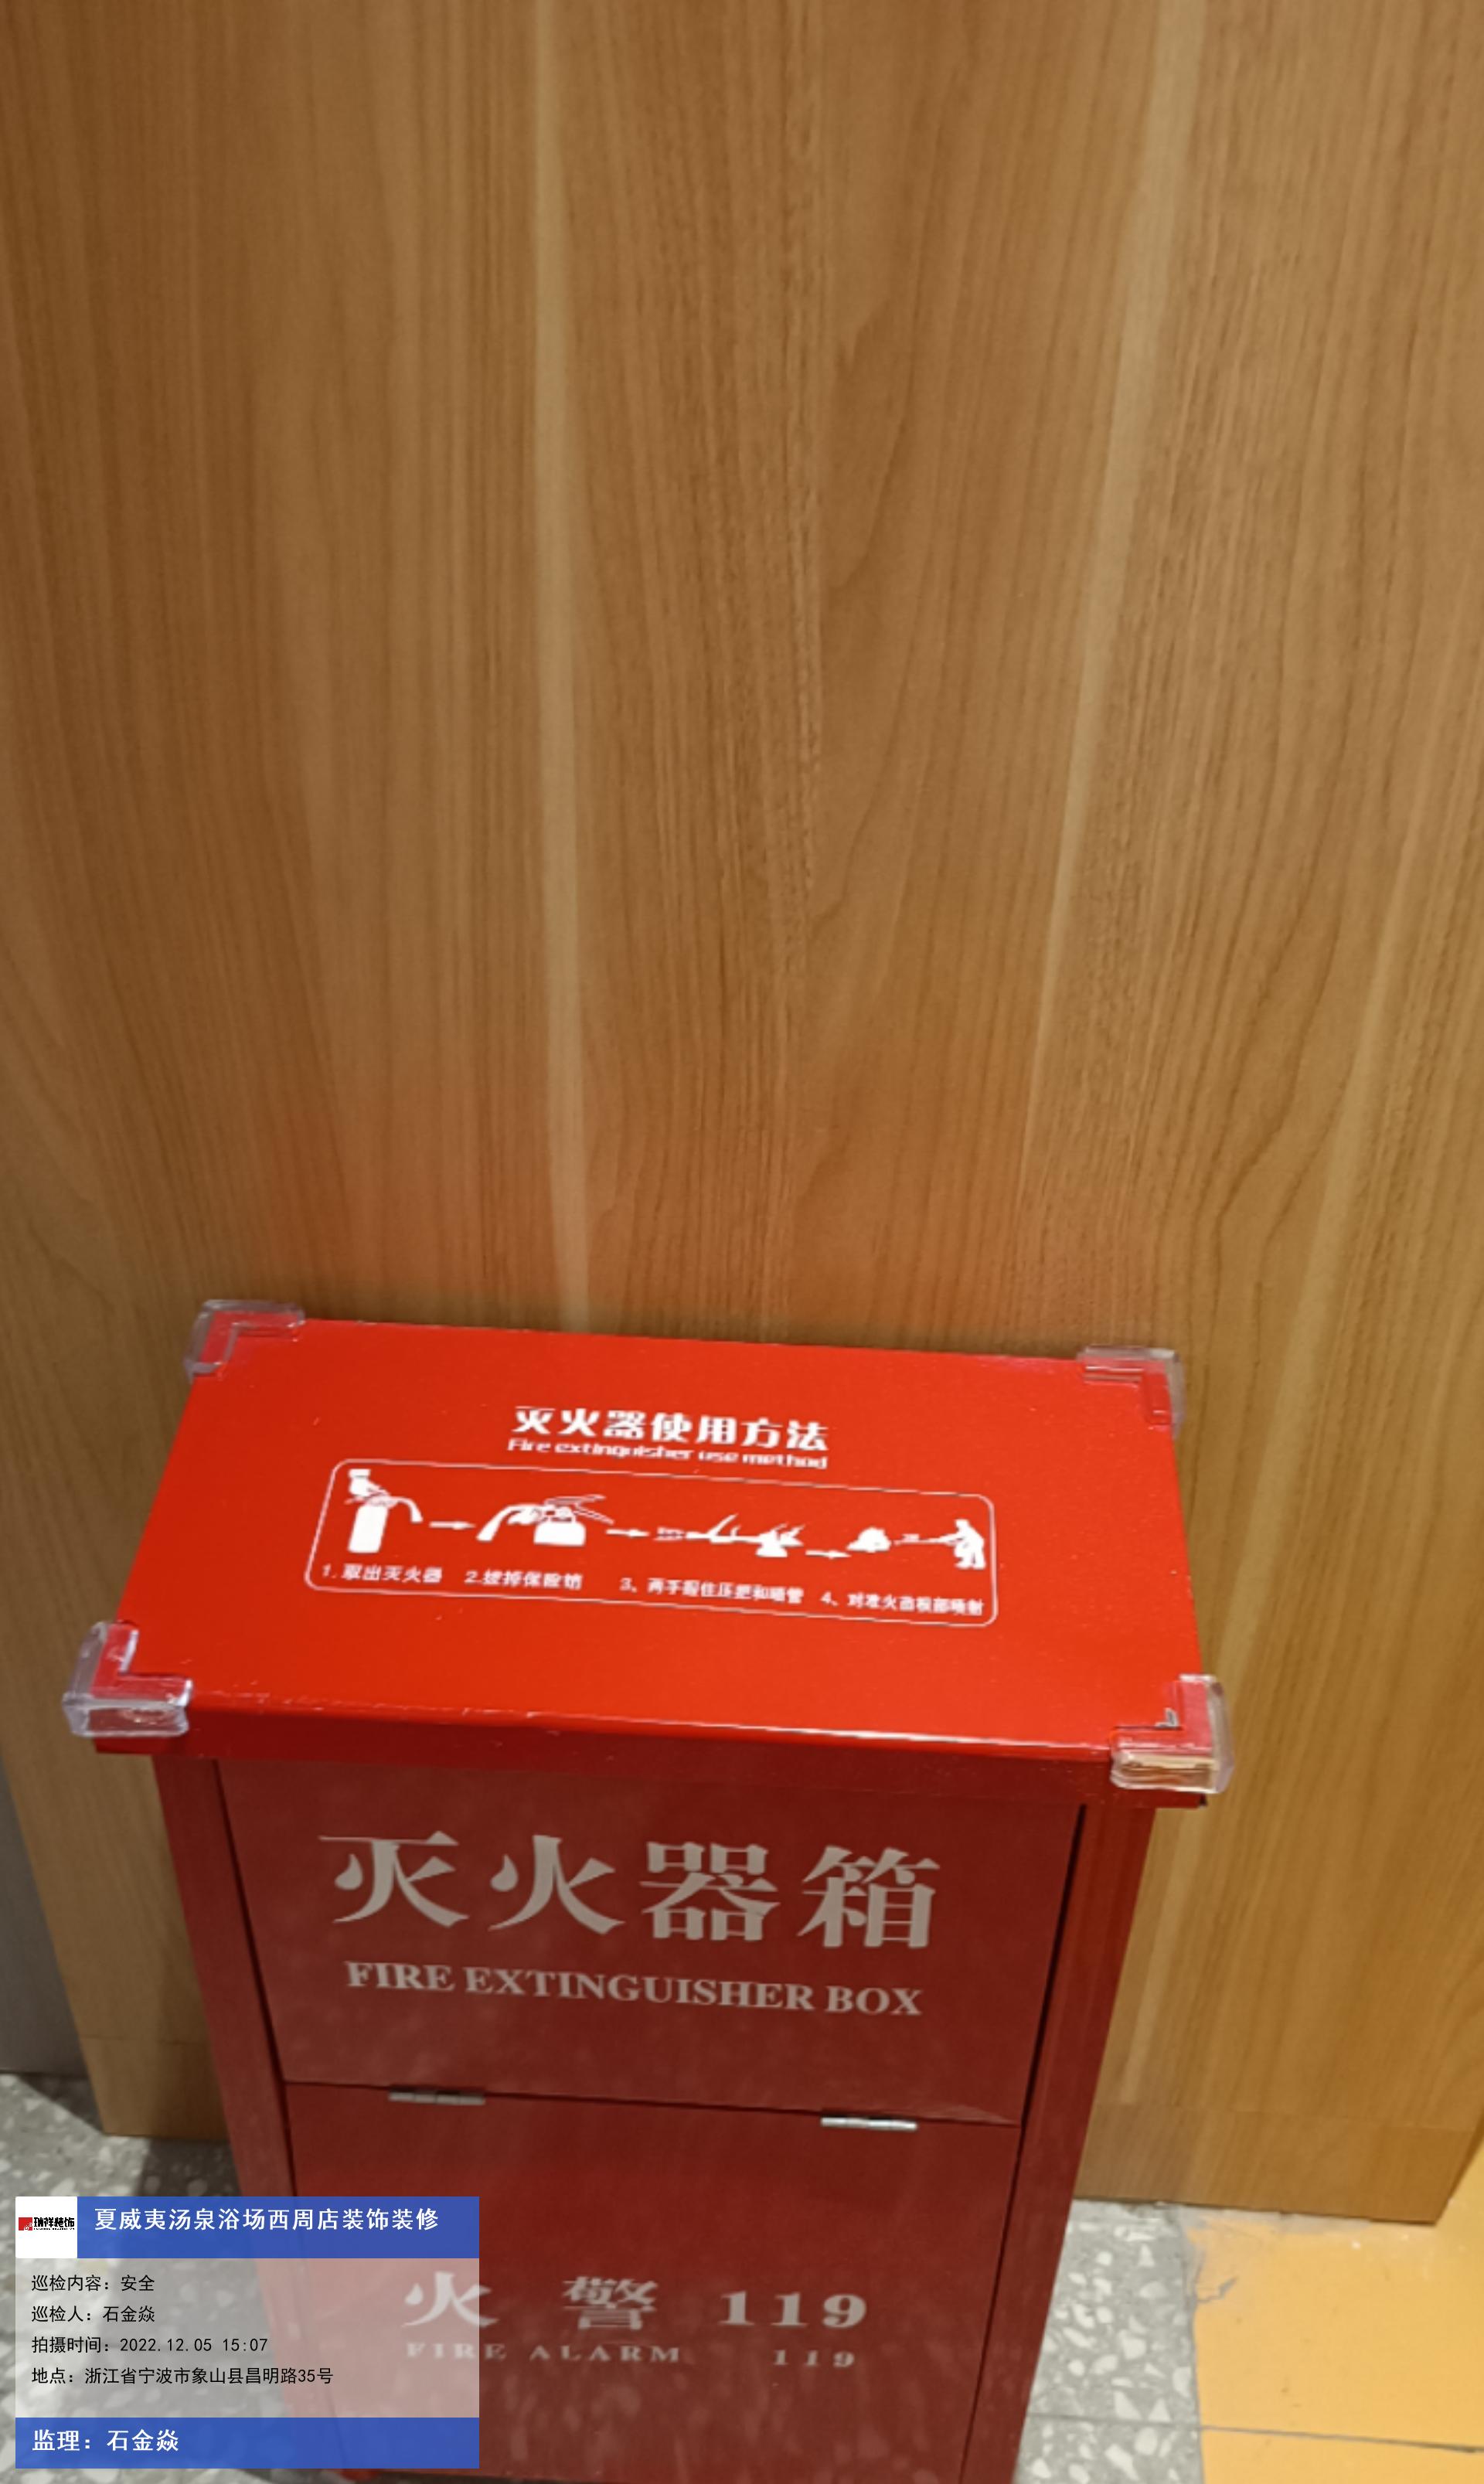 灭火器使用方法
Fire extinguisher use method
1.取出灭火器 2.拔掉保险销 3、两手握住压把和喷管 4、对准火苗根部喷射
灭火器箱
FIRE EXTINGUISHER BOX
火 警 119
FIRE ALARM 119
瑞祥装饰
夏威夷汤泉浴场西周店装饰装修
巡检内容：安全
巡检人：石金焱
拍摄时间：2022.12.05 15:07
地点：浙江省宁波市象山县昌明路35号
监理：石金焱